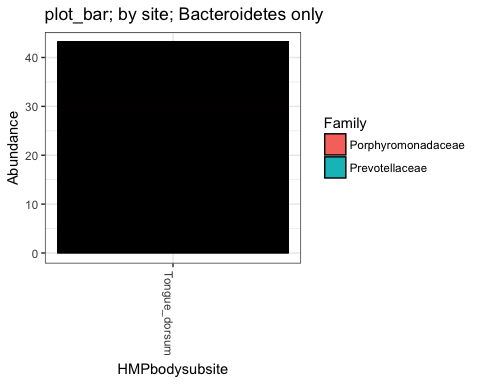 plot_bar; by site; Bacteroidetes only
Abundance
40
30
20
10
0
Tongue_dorsum
HMPbodysubsite
Family
Porphyromonadaceae
Prevotellaceae